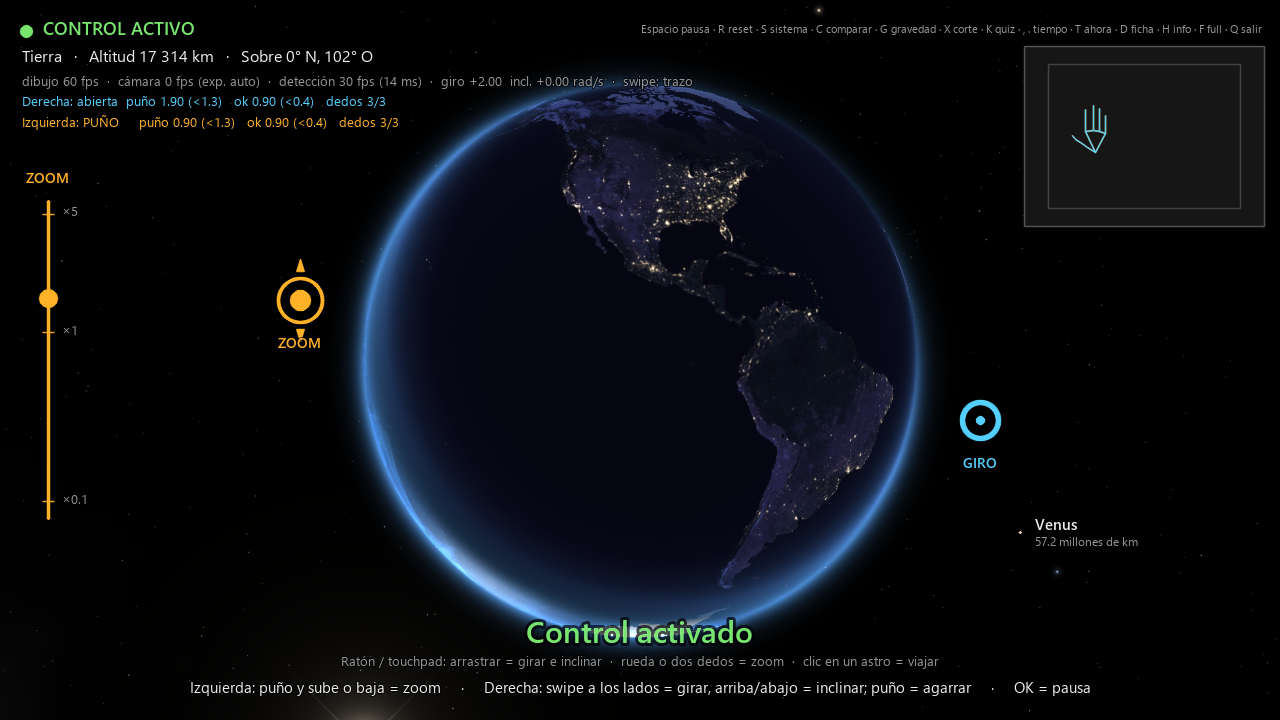 CONTROL ACTIVO
Espacio pausa · R reset · S sistema · C comparar · G gravedad · X corte · K quiz · , . tiempo · T ahora · D ficha · H info · F full · Q salir
Tierra · Altitud 17 314 km · Sobre 0° N, 102° O
dibujo 60 fps · cámara 0 fps (exp. auto) · detección 30 fps (14 ms) · giro +2.00 incl. +0.00 rad/s · swipe: trazo
Derecha: abierta puño 1.90 (<1.3) ok 0.90 (<0.4) dedos 3/3
Izquierda: PUÑO puño 0.90 (<1.3) ok 0.90 (<0.4) dedos 3/3
ZOOM
×5
×1
×0.1
ZOOM
GIRO
Venus
57.2 millones de km
Control activado
Ratón / touchpad: arrastrar = girar e inclinar · rueda o dos dedos = zoom · clic en un astro = viajar
Izquierda: puño y sube o baja = zoom · Derecha: swipe a los lados = girar, arriba/abajo = inclinar; puño = agarrar · OK = pausa